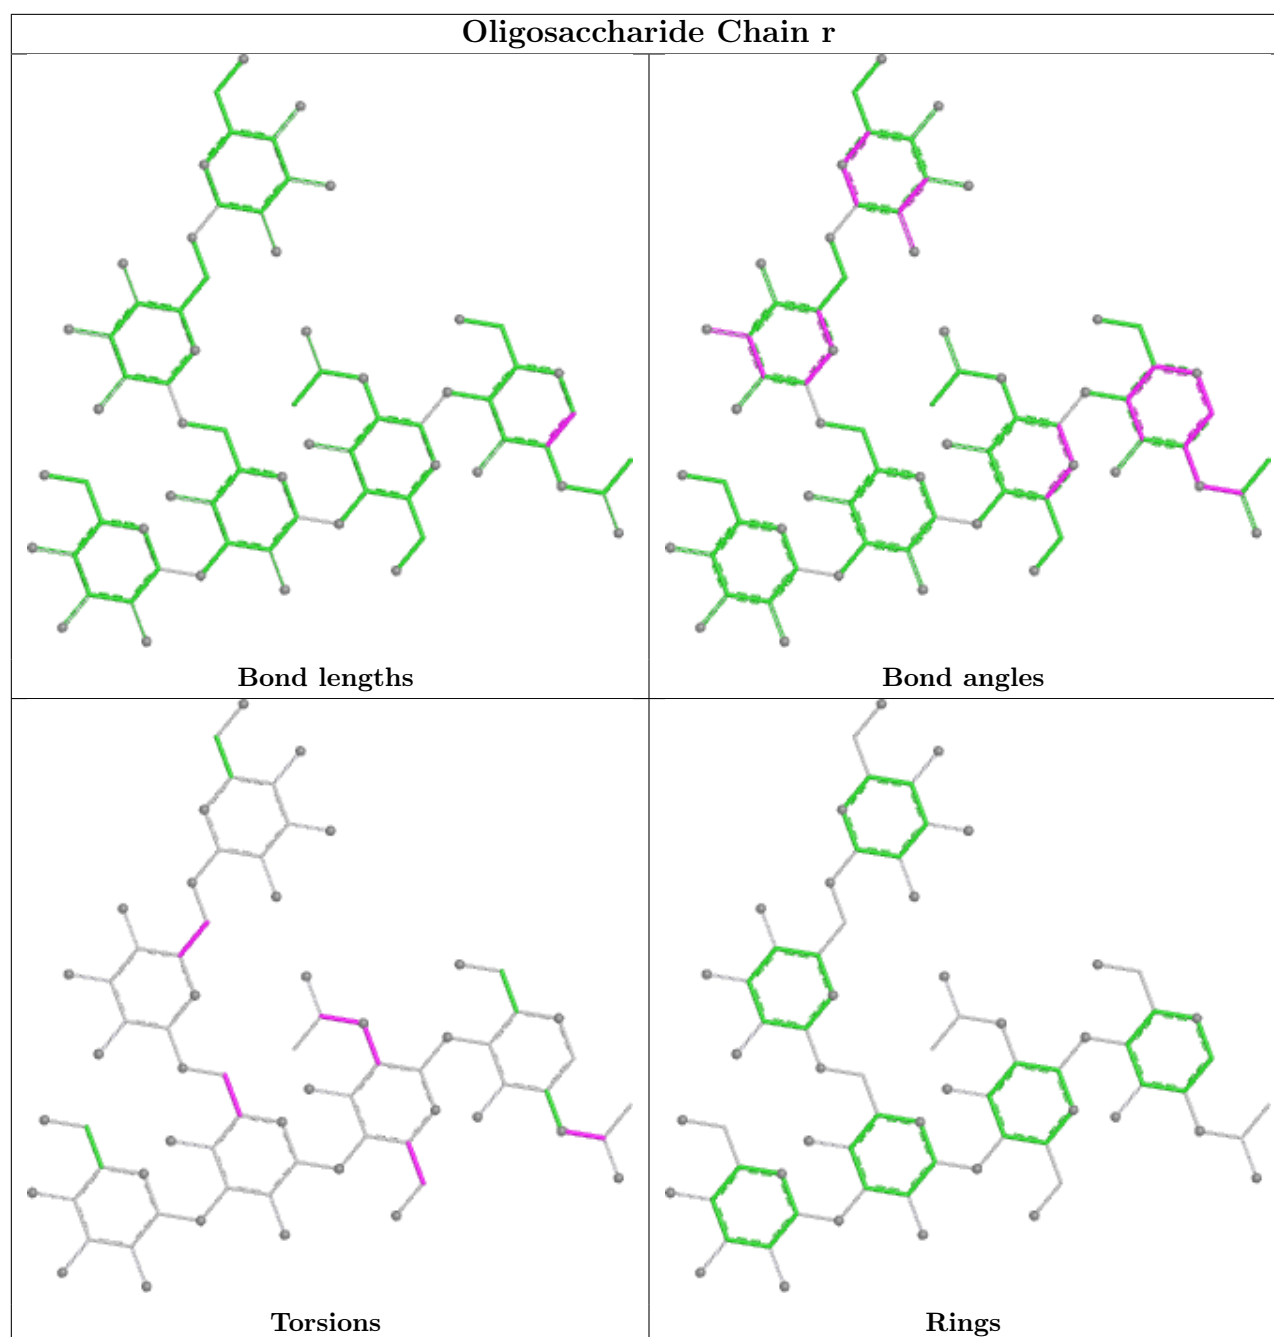 Oligosaccharide Chain r
Bond lengths
Bond angles
Torsions
Rings